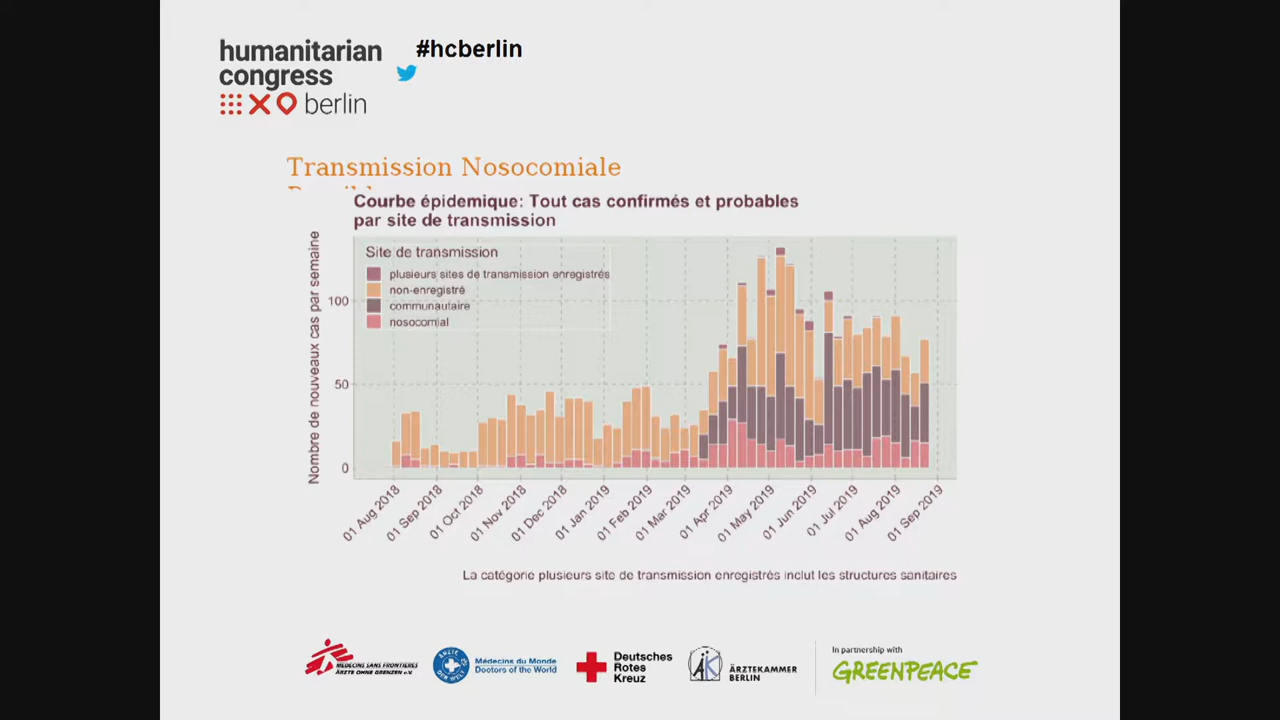 humanitarian
congress
berlin
#hcberlin
Transmission Nosocomiale
Courbe épidemique: Tout cas confirmés et probables
par site de transmission
Nombre de nouveaux cas par semaine
Site de transmission
plusieurs sites de transmission enregistrés
non-enregistré
communautaire
nosocomial
100
50
0
01 Aug 2018
01 Sep 2018
01 Oct 2018
01 Nov 2018
01 Dec 2018
01 Jan 2019
01 Feb 2019
01 Mar 2019
01 Apr 2019
01 May 2019
01 Jun 2019
01 Jul 2019
01 Aug 2019
01 Sep 2019
La catégorie plusieurs site de transmission enregistrés inclut les structures sanitaires
MEDECINS SANS FRONTIERES
ÄRZTE OHNE GRENZEN e.V.
ÄRZTE
DER WELT
Médecins du Monde
Doctors of the World
Deutsches
Rotes
Kreuz
ÄRZTEKAMMER
BERLIN
In partnership with
GREENPEACE